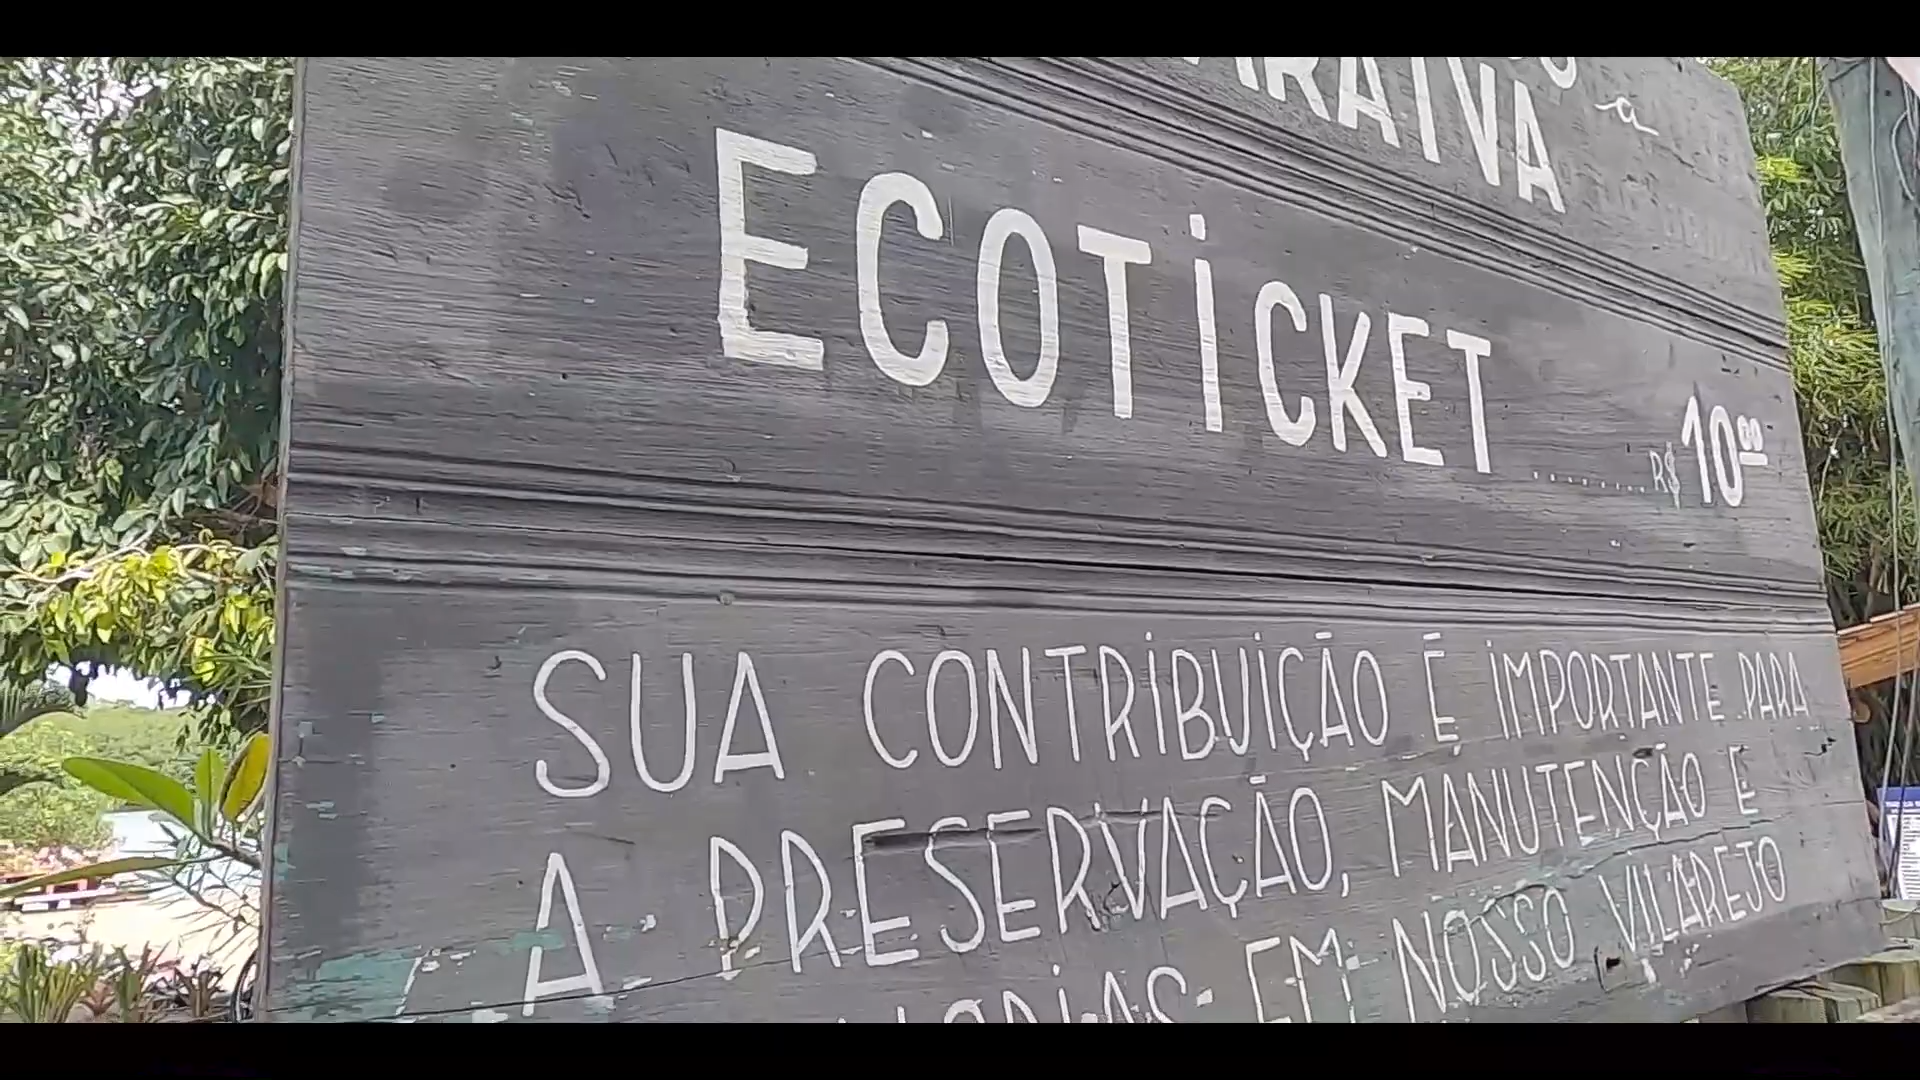 a
ECOTICKET ........ R$ 10,00
SUA CONTRIBUIÇÃO É IMPORTANTE PARA
A PRESERVAÇÃO, MANUTENÇÃO E
EM NOSSO VILAREJO